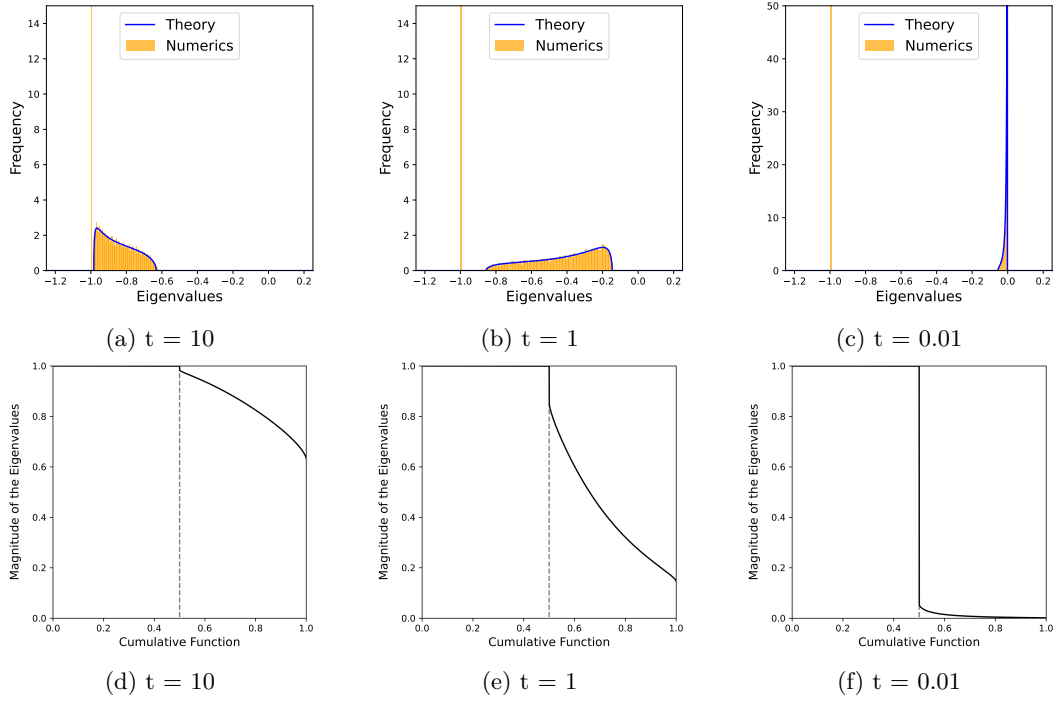 14
12
10
8
6
4
2
0
Frequency
Theory
Numerics
−1.2 −1.0 −0.8 −0.6 −0.4 −0.2 0.0 0.2
Eigenvalues
(a) t = 10
14
12
10
8
6
4
2
0
Frequency
Theory
Numerics
−1.2 −1.0 −0.8 −0.6 −0.4 −0.2 0.0 0.2
Eigenvalues
(b) t = 1
50
40
30
20
10
0
Frequency
Theory
Numerics
−1.2 −1.0 −0.8 −0.6 −0.4 −0.2 0.0 0.2
Eigenvalues
(c) t = 0.01
1.0
0.8
0.6
0.4
0.2
0.0
Magnitude of the Eigenvalues
0.0 0.2 0.4 0.6 0.8 1.0
Cumulative Function
(d) t = 10
1.0
0.8
0.6
0.4
0.2
0.0
Magnitude of the Eigenvalues
0.0 0.2 0.4 0.6 0.8 1.0
Cumulative Function
(e) t = 1
1.0
0.8
0.6
0.4
0.2
0.0
Magnitude of the Eigenvalues
0.0 0.2 0.4 0.6 0.8 1.0
Cumulative Function
(f) t = 0.01